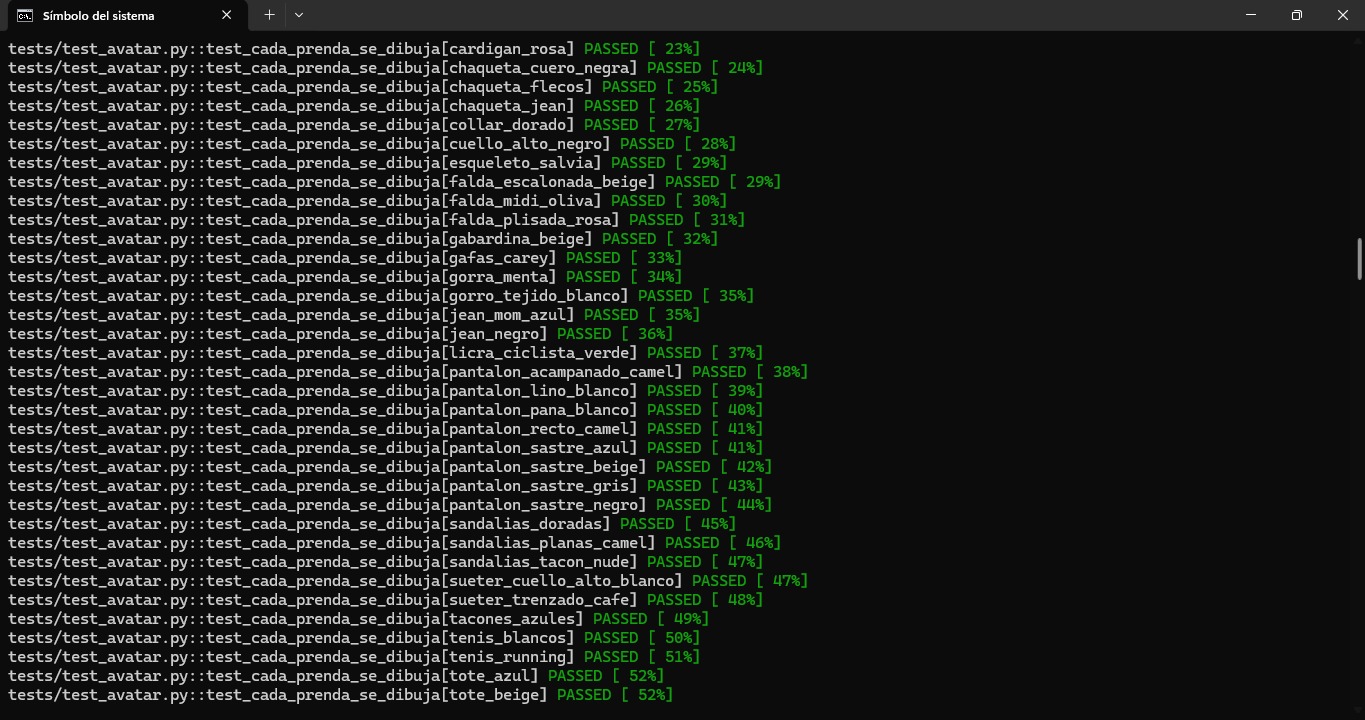 Símbolo del sistema
tests/test_avatar.py::test_cada_prenda_se_dibuja[cardigan_rosa] PASSED [ 23%]
tests/test_avatar.py::test_cada_prenda_se_dibuja[chaqueta_cuero_negra] PASSED [ 24%]
tests/test_avatar.py::test_cada_prenda_se_dibuja[chaqueta_flecos] PASSED [ 25%]
tests/test_avatar.py::test_cada_prenda_se_dibuja[chaqueta_jean] PASSED [ 26%]
tests/test_avatar.py::test_cada_prenda_se_dibuja[collar_dorado] PASSED [ 27%]
tests/test_avatar.py::test_cada_prenda_se_dibuja[cuello_alto_negro] PASSED [ 28%]
tests/test_avatar.py::test_cada_prenda_se_dibuja[esqueleto_salvia] PASSED [ 29%]
tests/test_avatar.py::test_cada_prenda_se_dibuja[falda_escalonada_beige] PASSED [ 29%]
tests/test_avatar.py::test_cada_prenda_se_dibuja[falda_midi_oliva] PASSED [ 30%]
tests/test_avatar.py::test_cada_prenda_se_dibuja[falda_plisada_rosa] PASSED [ 31%]
tests/test_avatar.py::test_cada_prenda_se_dibuja[gabardina_beige] PASSED [ 32%]
tests/test_avatar.py::test_cada_prenda_se_dibuja[gafas_carey] PASSED [ 33%]
tests/test_avatar.py::test_cada_prenda_se_dibuja[gorra_menta] PASSED [ 34%]
tests/test_avatar.py::test_cada_prenda_se_dibuja[gorro_tejido_blanco] PASSED [ 35%]
tests/test_avatar.py::test_cada_prenda_se_dibuja[jean_mom_azul] PASSED [ 35%]
tests/test_avatar.py::test_cada_prenda_se_dibuja[jean_negro] PASSED [ 36%]
tests/test_avatar.py::test_cada_prenda_se_dibuja[licra_ciclista_verde] PASSED [ 37%]
tests/test_avatar.py::test_cada_prenda_se_dibuja[pantalon_acampanado_camel] PASSED [ 38%]
tests/test_avatar.py::test_cada_prenda_se_dibuja[pantalon_lino_blanco] PASSED [ 39%]
tests/test_avatar.py::test_cada_prenda_se_dibuja[pantalon_pana_blanco] PASSED [ 40%]
tests/test_avatar.py::test_cada_prenda_se_dibuja[pantalon_recto_camel] PASSED [ 41%]
tests/test_avatar.py::test_cada_prenda_se_dibuja[pantalon_sastre_azul] PASSED [ 41%]
tests/test_avatar.py::test_cada_prenda_se_dibuja[pantalon_sastre_beige] PASSED [ 42%]
tests/test_avatar.py::test_cada_prenda_se_dibuja[pantalon_sastre_gris] PASSED [ 43%]
tests/test_avatar.py::test_cada_prenda_se_dibuja[pantalon_sastre_negro] PASSED [ 44%]
tests/test_avatar.py::test_cada_prenda_se_dibuja[sandalias_doradas] PASSED [ 45%]
tests/test_avatar.py::test_cada_prenda_se_dibuja[sandalias_planas_camel] PASSED [ 46%]
tests/test_avatar.py::test_cada_prenda_se_dibuja[sandalias_tacon_nude] PASSED [ 47%]
tests/test_avatar.py::test_cada_prenda_se_dibuja[sueter_cuello_alto_blanco] PASSED [ 47%]
tests/test_avatar.py::test_cada_prenda_se_dibuja[sueter_trenzado_cafe] PASSED [ 48%]
tests/test_avatar.py::test_cada_prenda_se_dibuja[tacones_azules] PASSED [ 49%]
tests/test_avatar.py::test_cada_prenda_se_dibuja[tenis_blancos] PASSED [ 50%]
tests/test_avatar.py::test_cada_prenda_se_dibuja[tenis_running] PASSED [ 51%]
tests/test_avatar.py::test_cada_prenda_se_dibuja[tote_azul] PASSED [ 52%]
tests/test_avatar.py::test_cada_prenda_se_dibuja[tote_beige] PASSED [ 52%]